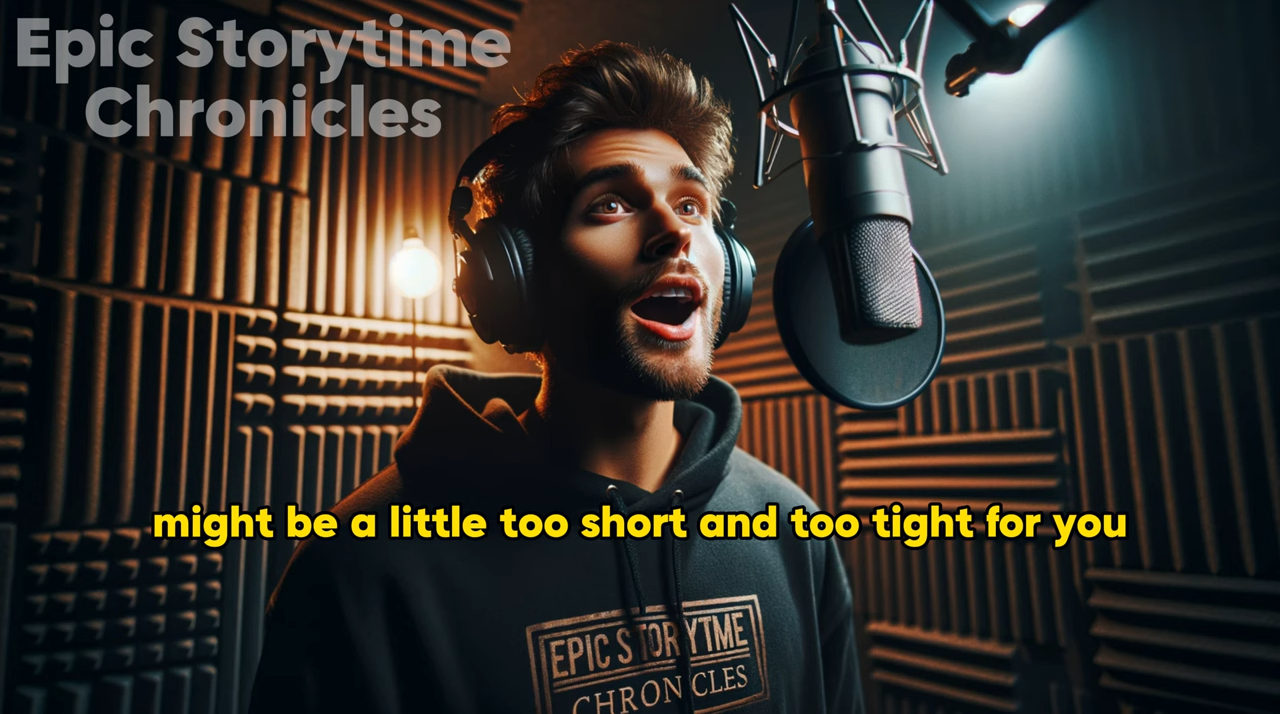 Epic Storytime
Chronicles
might be a little too short and too tight for you
EPIC STORYTME
CHRONICLES